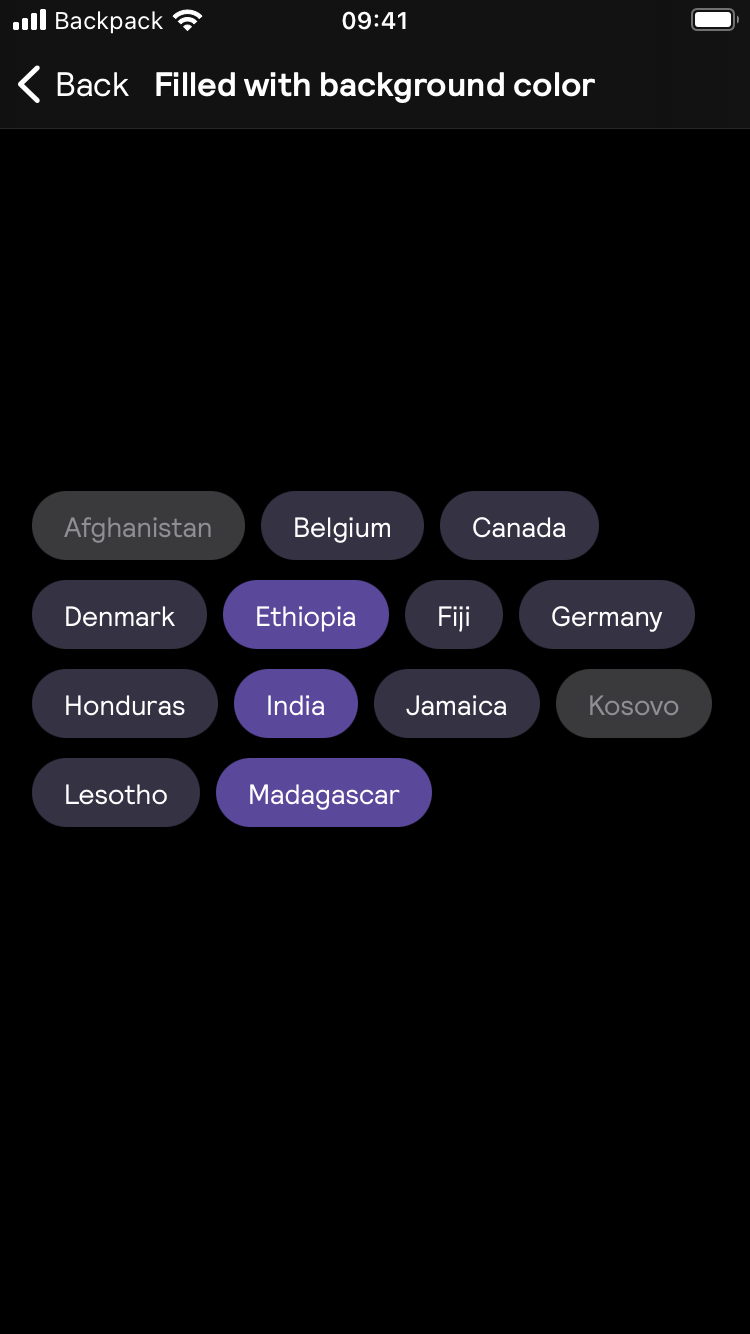 Backpack 09:41
Back Filled with background color
Afghanistan Belgium Canada
Denmark Ethiopia Fiji Germany
Honduras India Jamaica Kosovo
Lesotho Madagascar